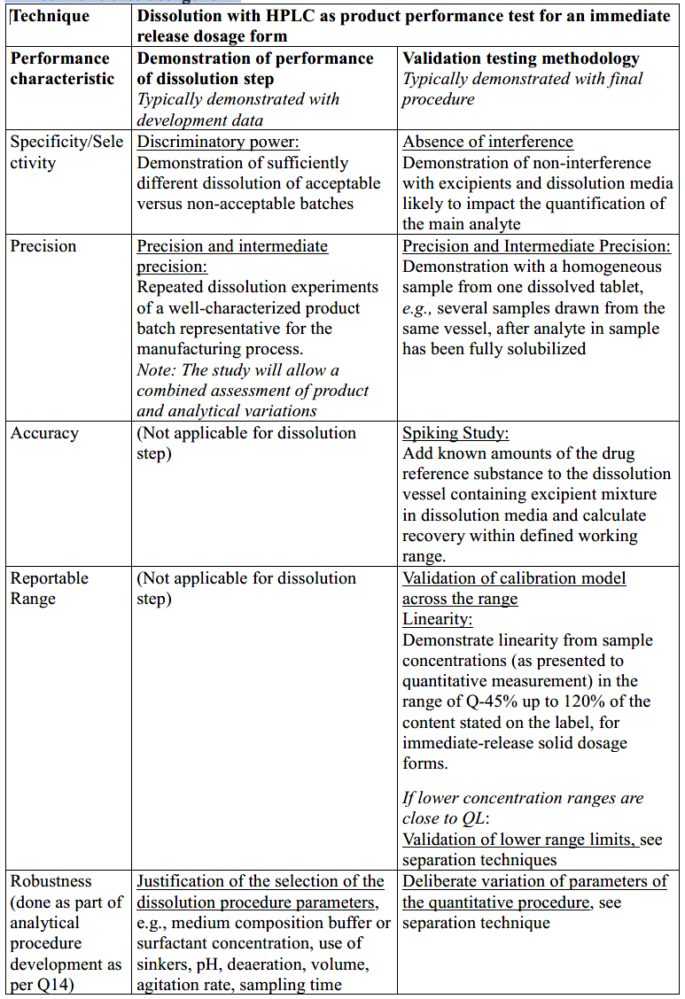 Technique
Dissolution with HPLC as product performance test for an immediate
release dosage form
Performance
characteristic
Demonstration of performance
of dissolution step
Typically demonstrated with
development data
Validation testing methodology
Typically demonstrated with final
procedure
Specificity/Sele
ctivity
Discriminatory power:
Demonstration of sufficiently
different dissolution of acceptable
versus non-acceptable batches
Absence of interference
Demonstration of non-interference
with excipients and dissolution media
likely to impact the quantification of
the main analyte
Precision
Precision and intermediate
precision:
Repeated dissolution experiments
of a well-characterized product
batch representative for the
manufacturing process.
Note: The study will allow a
combined assessment of product
and analytical variations
Precision and Intermediate Precision:
Demonstration with a homogeneous
sample from one dissolved tablet,
e.g., several samples drawn from the
same vessel, after analyte in sample
has been fully solubilized
Accuracy
(Not applicable for dissolution
step)
Spiking Study:
Add known amounts of the drug
reference substance to the dissolution
vessel containing excipient mixture
in dissolution media and calculate
recovery within defined working
range.
Reportable
Range
(Not applicable for dissolution
step)
Validation of calibration model
across the range
Linearity:
Demonstrate linearity from sample
concentrations (as presented to
quantitative measurement) in the
range of Q-45% up to 120% of the
content stated on the label, for
immediate-release solid dosage
forms.
If lower concentration ranges are
close to QL:
Validation of lower range limits, see
separation techniques
Robustness
(done as part of
analytical
procedure
development as
per Q14)
Justification of the selection of the
dissolution procedure parameters,
e.g., medium composition buffer or
surfactant concentration, use of
sinkers, pH, deaeration, volume,
agitation rate, sampling time
Deliberate variation of parameters of
the quantitative procedure, see
separation technique